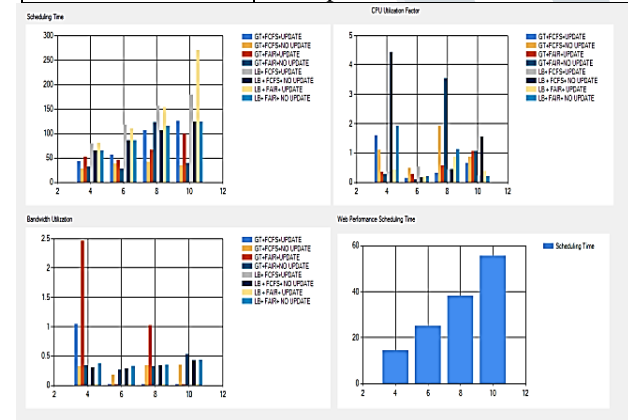 Scheduling Time
300
250
200
150
100
50
0
2 4 6 8 10 12
GT+FCFS+UPDATE
GT+FCFS+NO UPDATE
GT+FAIR+UPDATE
GT+FAIR+NO UPDATE
LB+ FCFS+UPDATE
LB + FCFS+ NO UPDATE
LB + FAIR+ UPDATE
LB+ FAIR+ NO UPDATE
CPU Utilization Factor
5
4
3
2
1
0
2 4 6 8 10 12
GT+FCFS+UPDATE
GT+FCFS+NO UPDATE
GT+FAIR+UPDATE
GT+FAIR+NO UPDATE
LB+ FCFS+UPDATE
LB + FCFS+ NO UPDATE
LB + FAIR+ UPDATE
LB+ FAIR+ NO UPDATE
Bandwidth Utilization
2.5
2
1.5
1
0.5
0
2 4 6 8 10 12
GT+FCFS+UPDATE
GT+FCFS+NO UPDATE
GT+FAIR+UPDATE
GT+FAIR+NO UPDATE
LB+ FCFS+UPDATE
LB + FCFS+ NO UPDATE
LB + FAIR+ UPDATE
LB+ FAIR+ NO UPDATE
Web Performance Scheduling Time
60
40
20
0
2 4 6 8 10 12
Scheduling Time